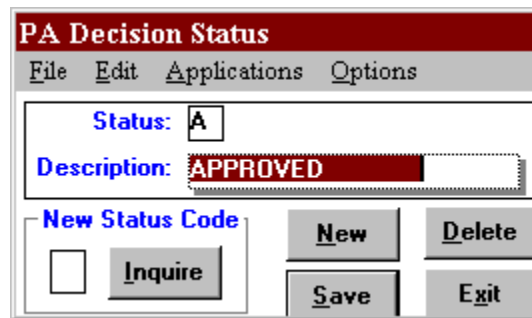 PA Decision Status
File Edit Applications Options
Status: A
Description: APPROVED
New Status Code
New Delete
Inquire
Save Exit